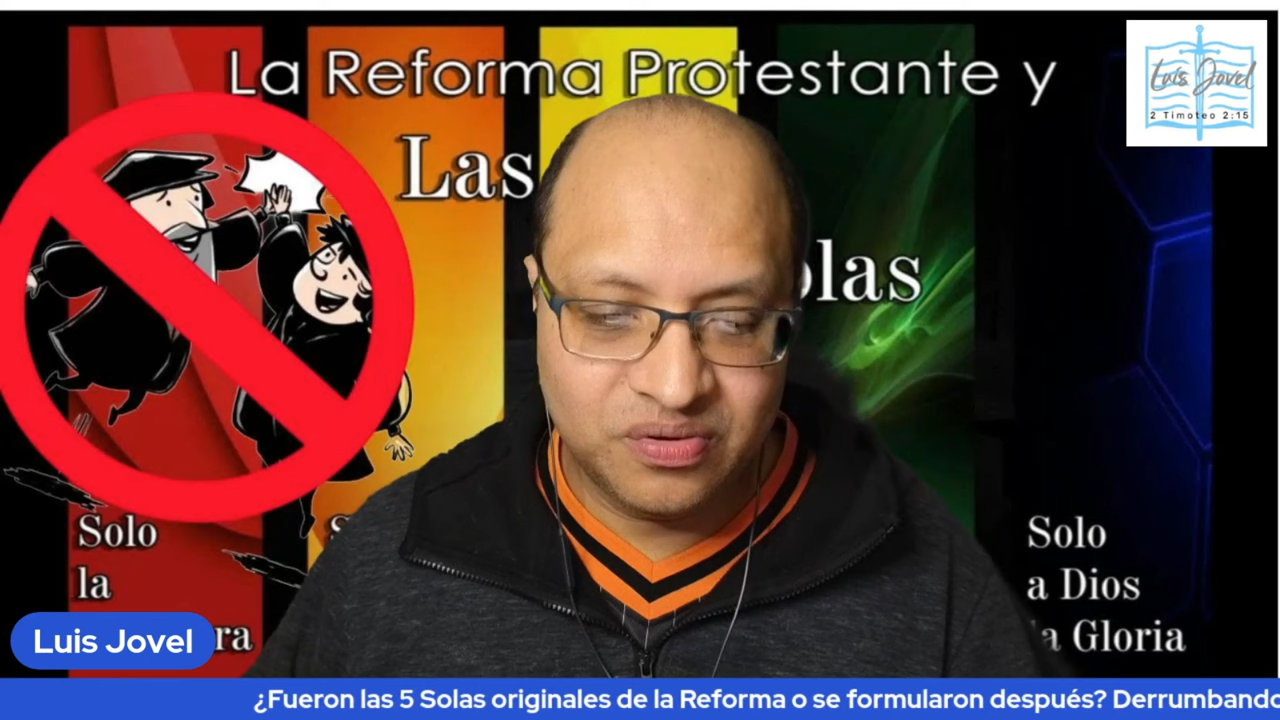 La Reforma Protestante y
Las
olas
Luis Jovel
2 Timoteo 2:15
Solo
la
ra
Solo
a Dios
la Gloria
Luis Jovel
¿Fueron las 5 Solas originales de la Reforma o se formularon después? Derrumbando